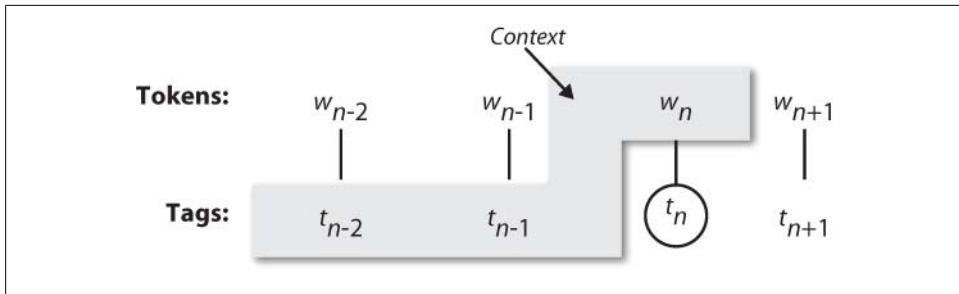 Context
Tokens: w_{n-2} w_{n-1} w_n w_{n+1}
Tags: t_{n-2} t_{n-1} t_n t_{n+1}